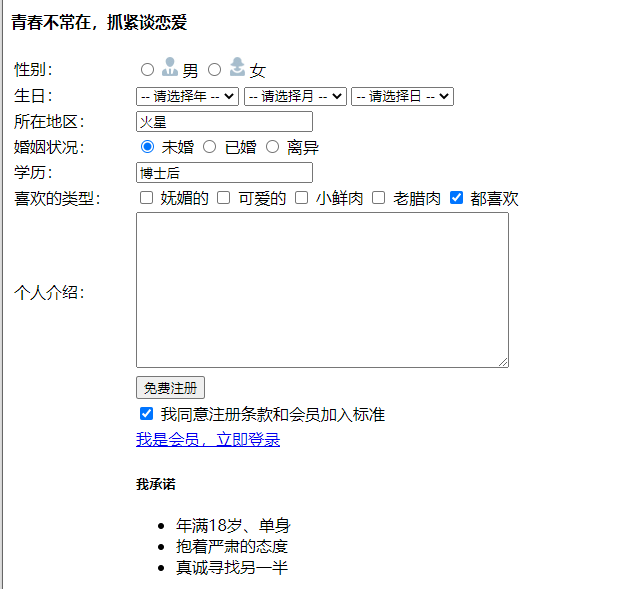 青春不常在，抓紧谈恋爱
性别： 男 女
生日： -- 请选择年 -- -- 请选择月 -- -- 请选择日 --
所在地区： 火星
婚姻状况： 未婚 已婚 离异
学历： 博士后
喜欢的类型： 妩媚的 可爱的 小鲜肉 老腊肉 都喜欢
个人介绍：
免费注册
我同意注册条款和会员加入标准
我是会员，立即登录
我承诺
年满18岁、单身
抱着严肃的态度
真诚寻找另一半